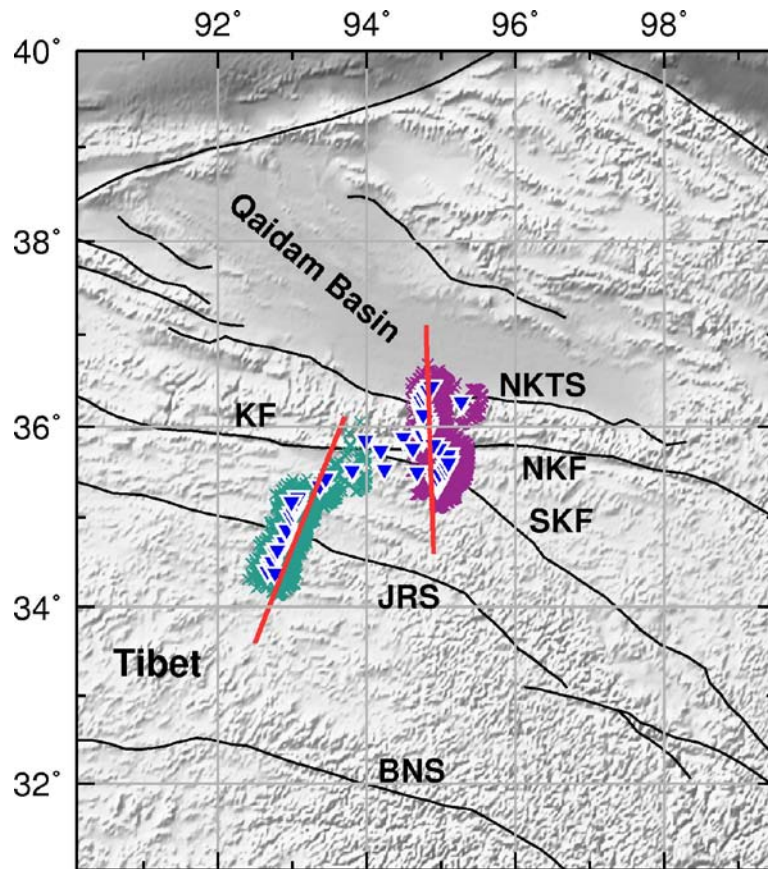 92° 94° 96° 98°
40°
38°
36°
34°
32°
Qaidam Basin
NKTS
KF
NKF
SKF
JRS
Tibet
BNS